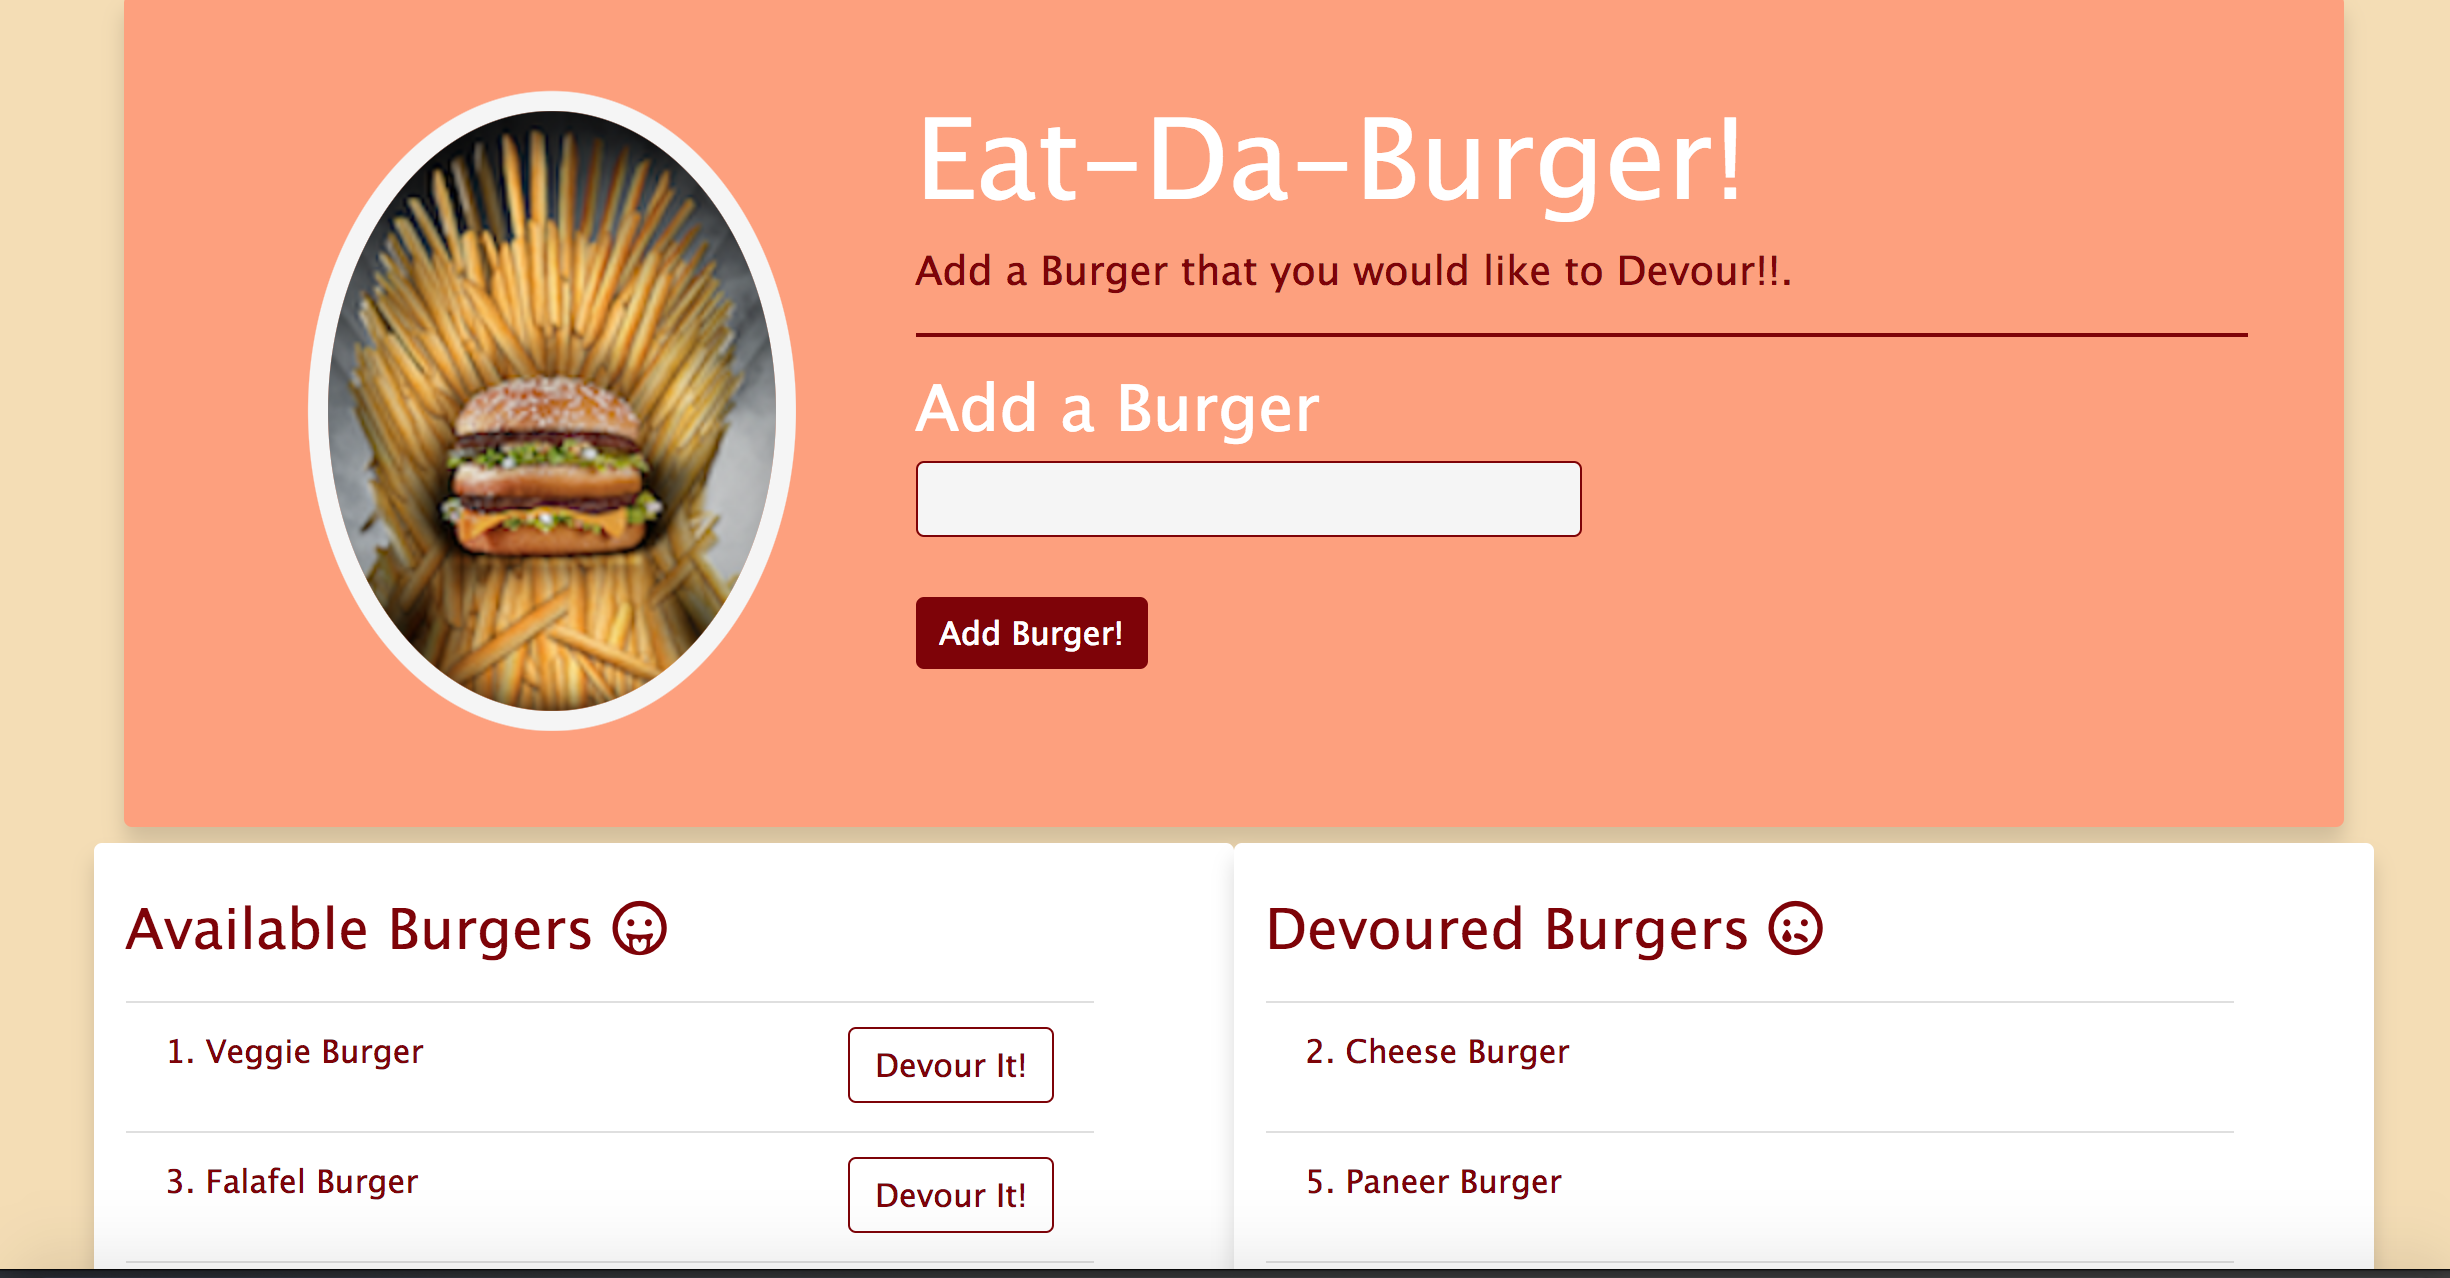 Eat-Da-Burger!
Add a Burger that you would like to Devour!!.
Add a Burger
Add Burger!
Available Burgers
1. Veggie Burger
Devour It!
3. Falafel Burger
Devour It!
Devoured Burgers
2. Cheese Burger
5. Paneer Burger